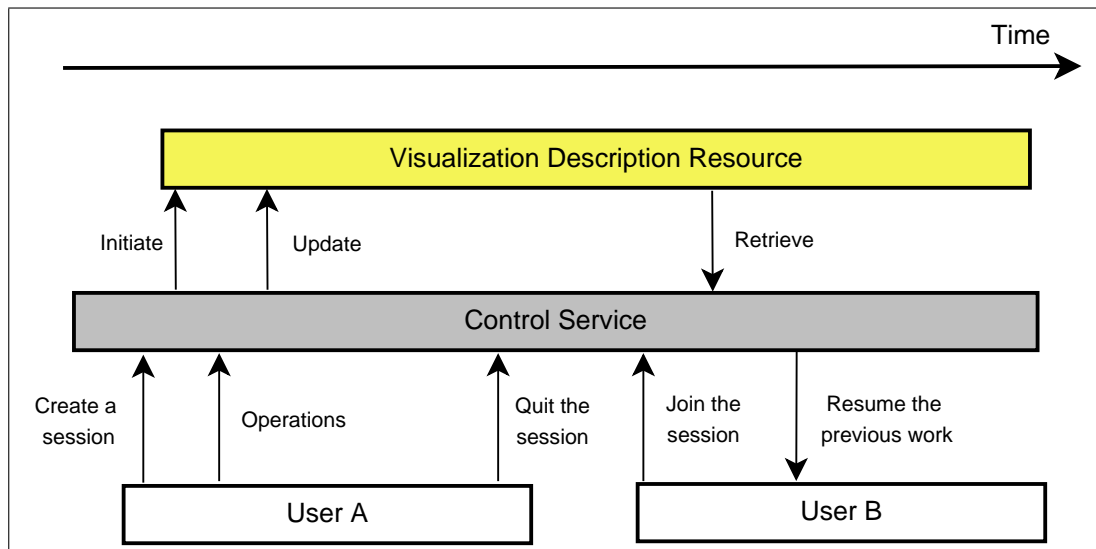 Time
Visualization Description Resource
Initiate
Update
Retrieve
Control Service
Create a
session
Operations
Quit the
session
Join the
session
Resume the
previous work
User A
User B